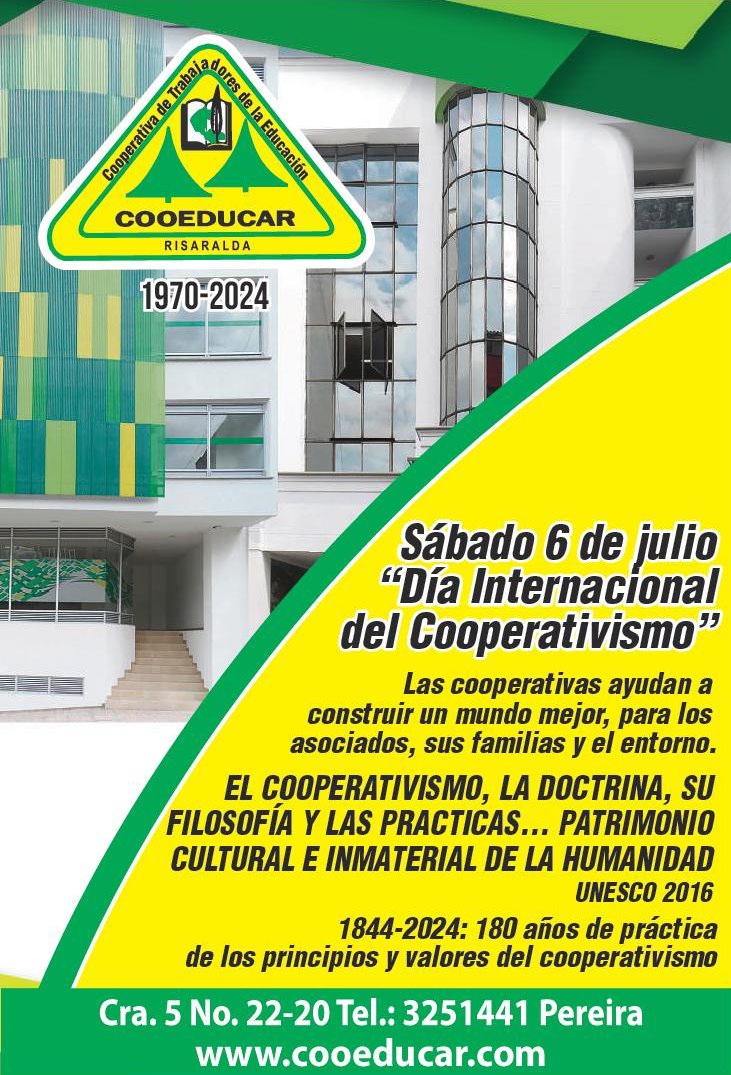 Cooperativa de Trabajadores de la Educación
COOEDUCAR
RISARALDA
1970-2024
Sábado 6 de julio
“Día Internacional
del Cooperativismo”
Las cooperativas ayudan a
construir un mundo mejor, para los
asociados, sus familias y el entorno.
EL COOPERATIVISMO, LA DOCTRINA, SU
FILOSOFÍA Y LAS PRACTICAS... PATRIMONIO
CULTURAL E INMATERIAL DE LA HUMANIDAD
UNESCO 2016
1844-2024: 180 años de práctica
de los principios y valores del cooperativismo
Cra. 5 No. 22-20 Tel.: 3251441 Pereira
www.cooeducar.com